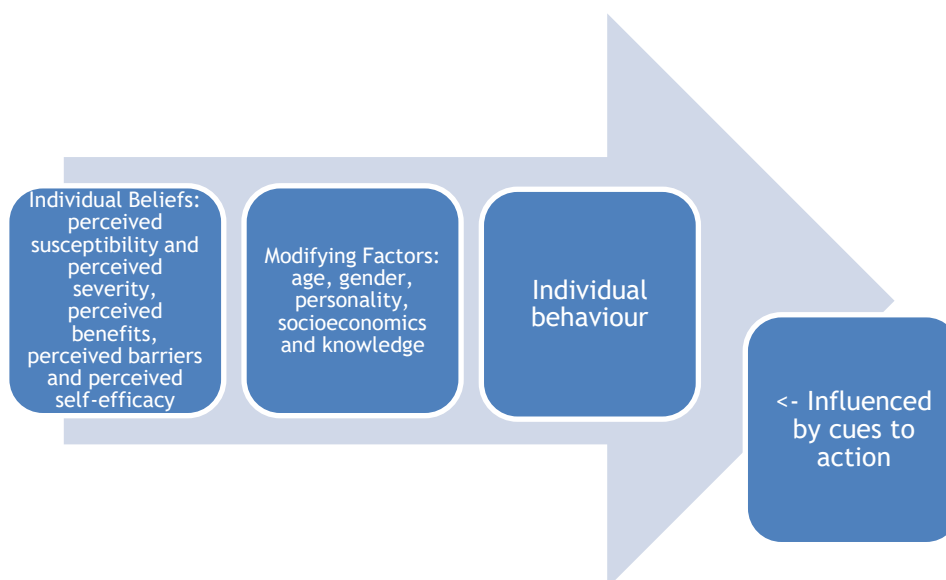 Individual Beliefs:
perceived
susceptibility and
perceived
severity,
perceived
benefits,
perceived barriers
and perceived
self-efficacy
Modifying Factors:
age, gender,
personality,
socioeconomics
and knowledge
Individual
behaviour
<- Influenced
by cues to
action